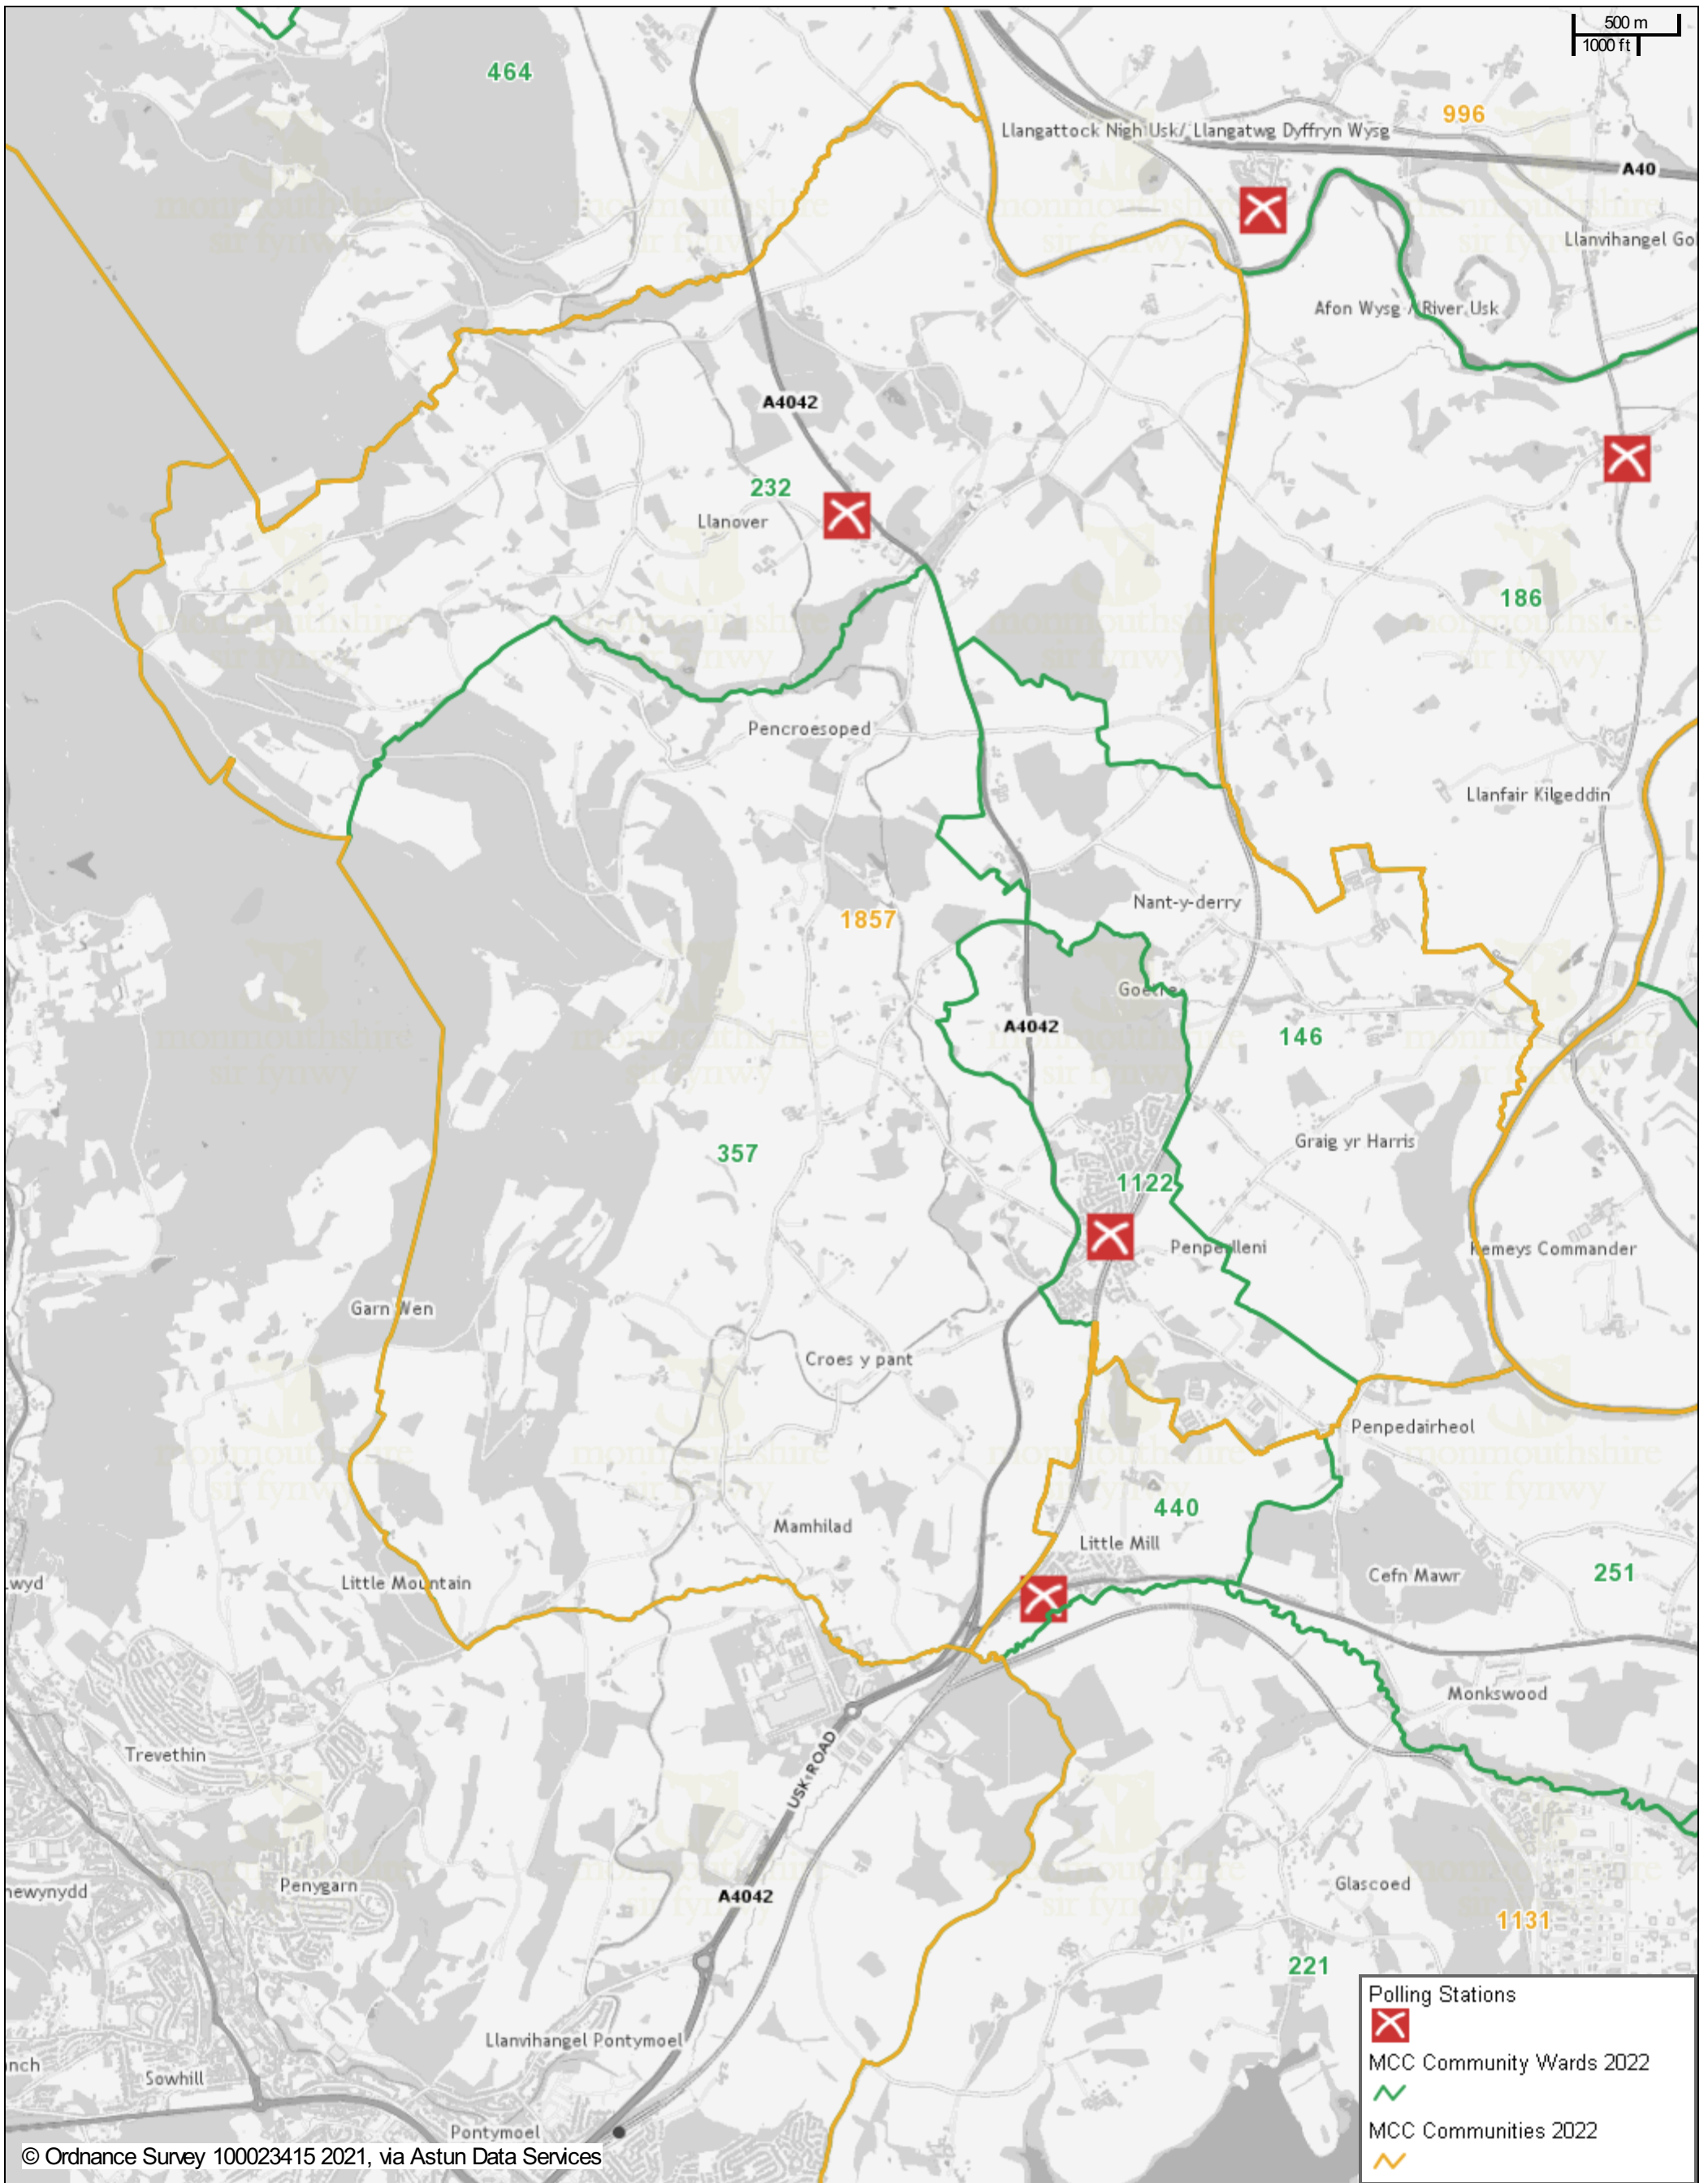 500 m
1000 ft
464
996
Llangattock Nigh Usk/ Llangatwg Dyffryn Wysg
A40
Afon Wysg / River Usk
A4042
232
Llanover
186
Pencroesoped
Llanfair Kilgeddin
Nant-y-derry
1857
A4042
146
Graig yr Harris
357
1122
Penperlleni
Kemeys Commander
Garn Wen
Croes y pant
Penpedairheol
440
Mamhilad
Little Mill
Little Mountain
Cefn Mawr
251
Monkswood
Trevethin
USK ROAD
Penygarn
A4042
Glascoed
1131
221
Llanvihangel Pontymoel
Sowhill
Pontymoel
Polling Stations
MCC Community Wards 2022
MCC Communities 2022
© Ordnance Survey 100023415 2021, via Astun Data Services
monmouthshire
sir fynwy